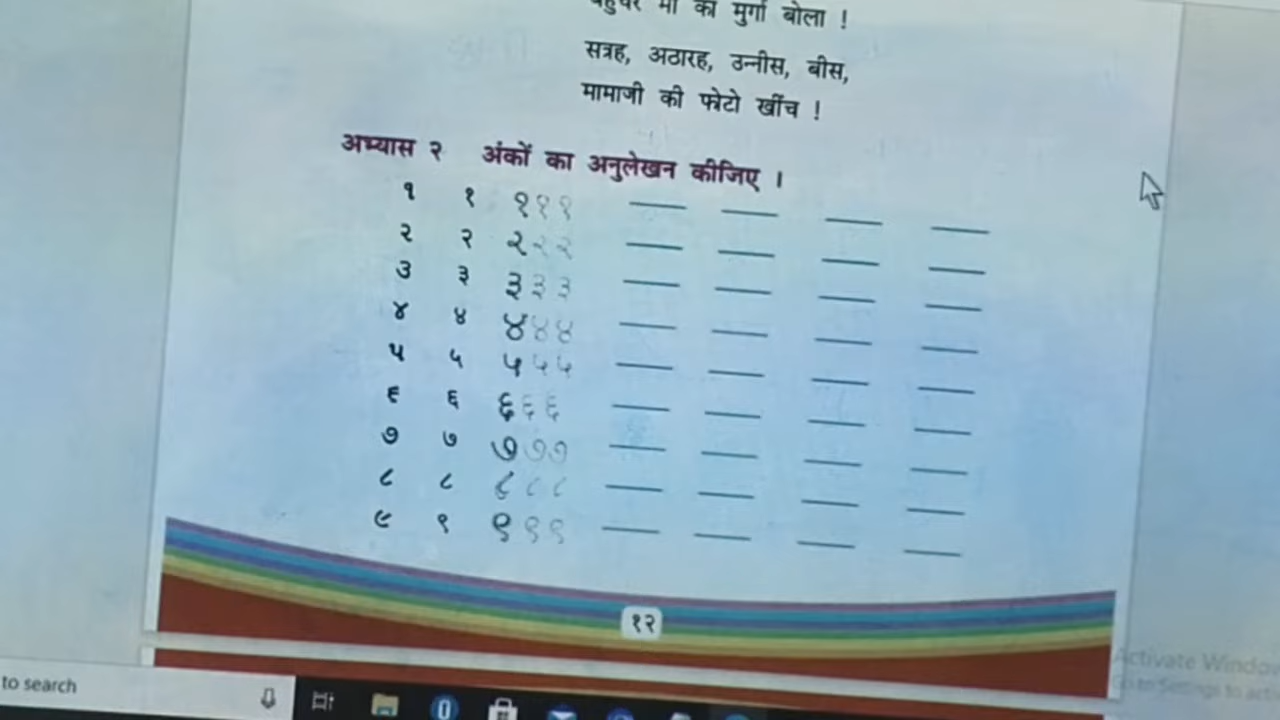 मा का मुर्गा बोला !
सत्रह, अठारह, उन्नीस, बीस,
मामाजी की फोटो खींच !
अभ्यास २ अंकों का अनुलेखन कीजिए ।
१ १ १ १ १
२ २ २ २ २
३ ३ ३ ३ ३
४ ४ ४ ४ ४
५ ५ ५ ५ ५
६ ६ ६ ६ ६
७ ७ ७ ७ ७
८ ८ ८ ८ ८
९ ९ ९ ९ ९
१२
Activate Windo
to search